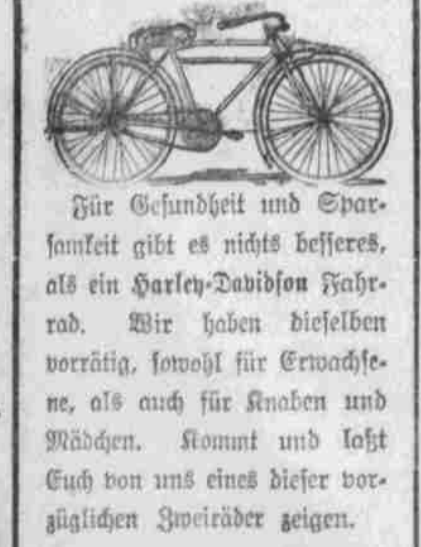 Für Gesundheit und Spar-
samkeit gibt es nichts besseres,
als ein Harley-Davidson Fahr-
rad. Wir haben dieselben
vorrätig, sowohl für Erwachse-
ne, als auch für Knaben und
Mädchen. Kommt und laßt
Euch von uns eines dieser vor-
züglichen Zweiräder zeigen.